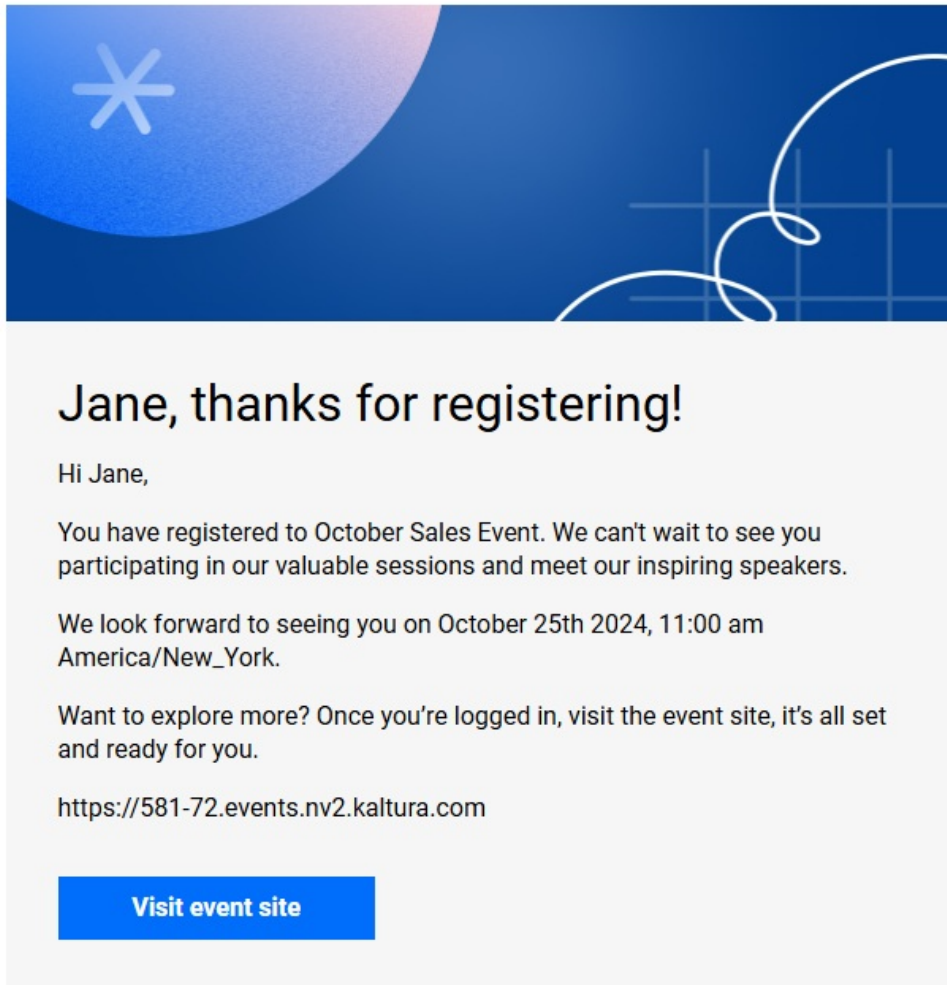 Jane, thanks for registering!
Hi Jane,
You have registered to October Sales Event. We can't wait to see you
participating in our valuable sessions and meet our inspiring speakers.
We look forward to seeing you on October 25th 2024, 11:00 am
America/New_York.
Want to explore more? Once you’re logged in, visit the event site, it’s all set
and ready for you.
https://581-72.events.nv2.kaltura.com
Visit event site